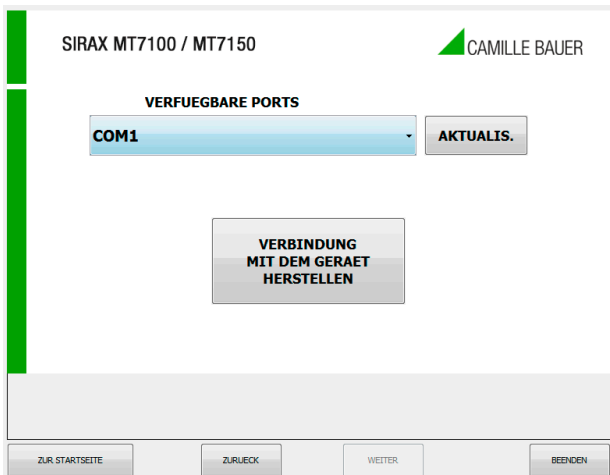 SIRAX MT7100 / MT7150
CAMILLE BAUER
VERFUEGBARE PORTS
COM1
AKTUALIS.
VERBINDUNG
MIT DEM GERAET
HERSTELLEN
ZUR STARTSEITE
ZURUECK
WEITER
BEENDEN